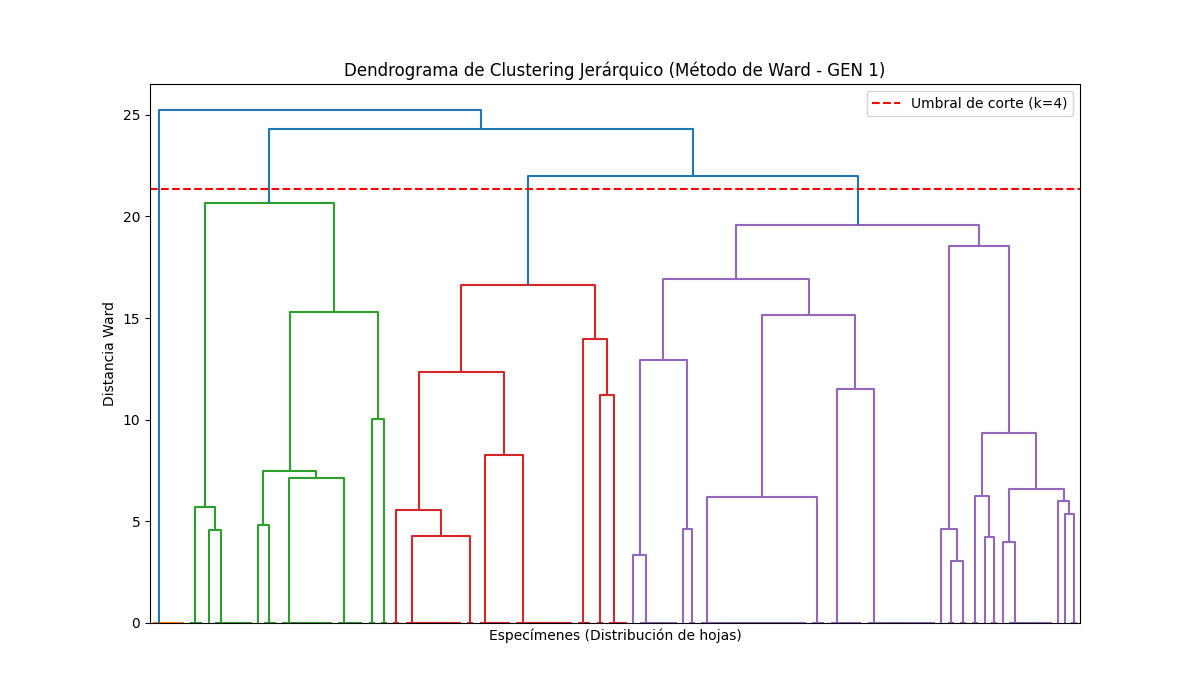 Dendrograma de Clustering Jerárquico (Método de Ward - GEN 1)
Umbral de corte (k=4)
25
20
15
10
5
0
Distancia Ward
Especímenes (Distribución de hojas)